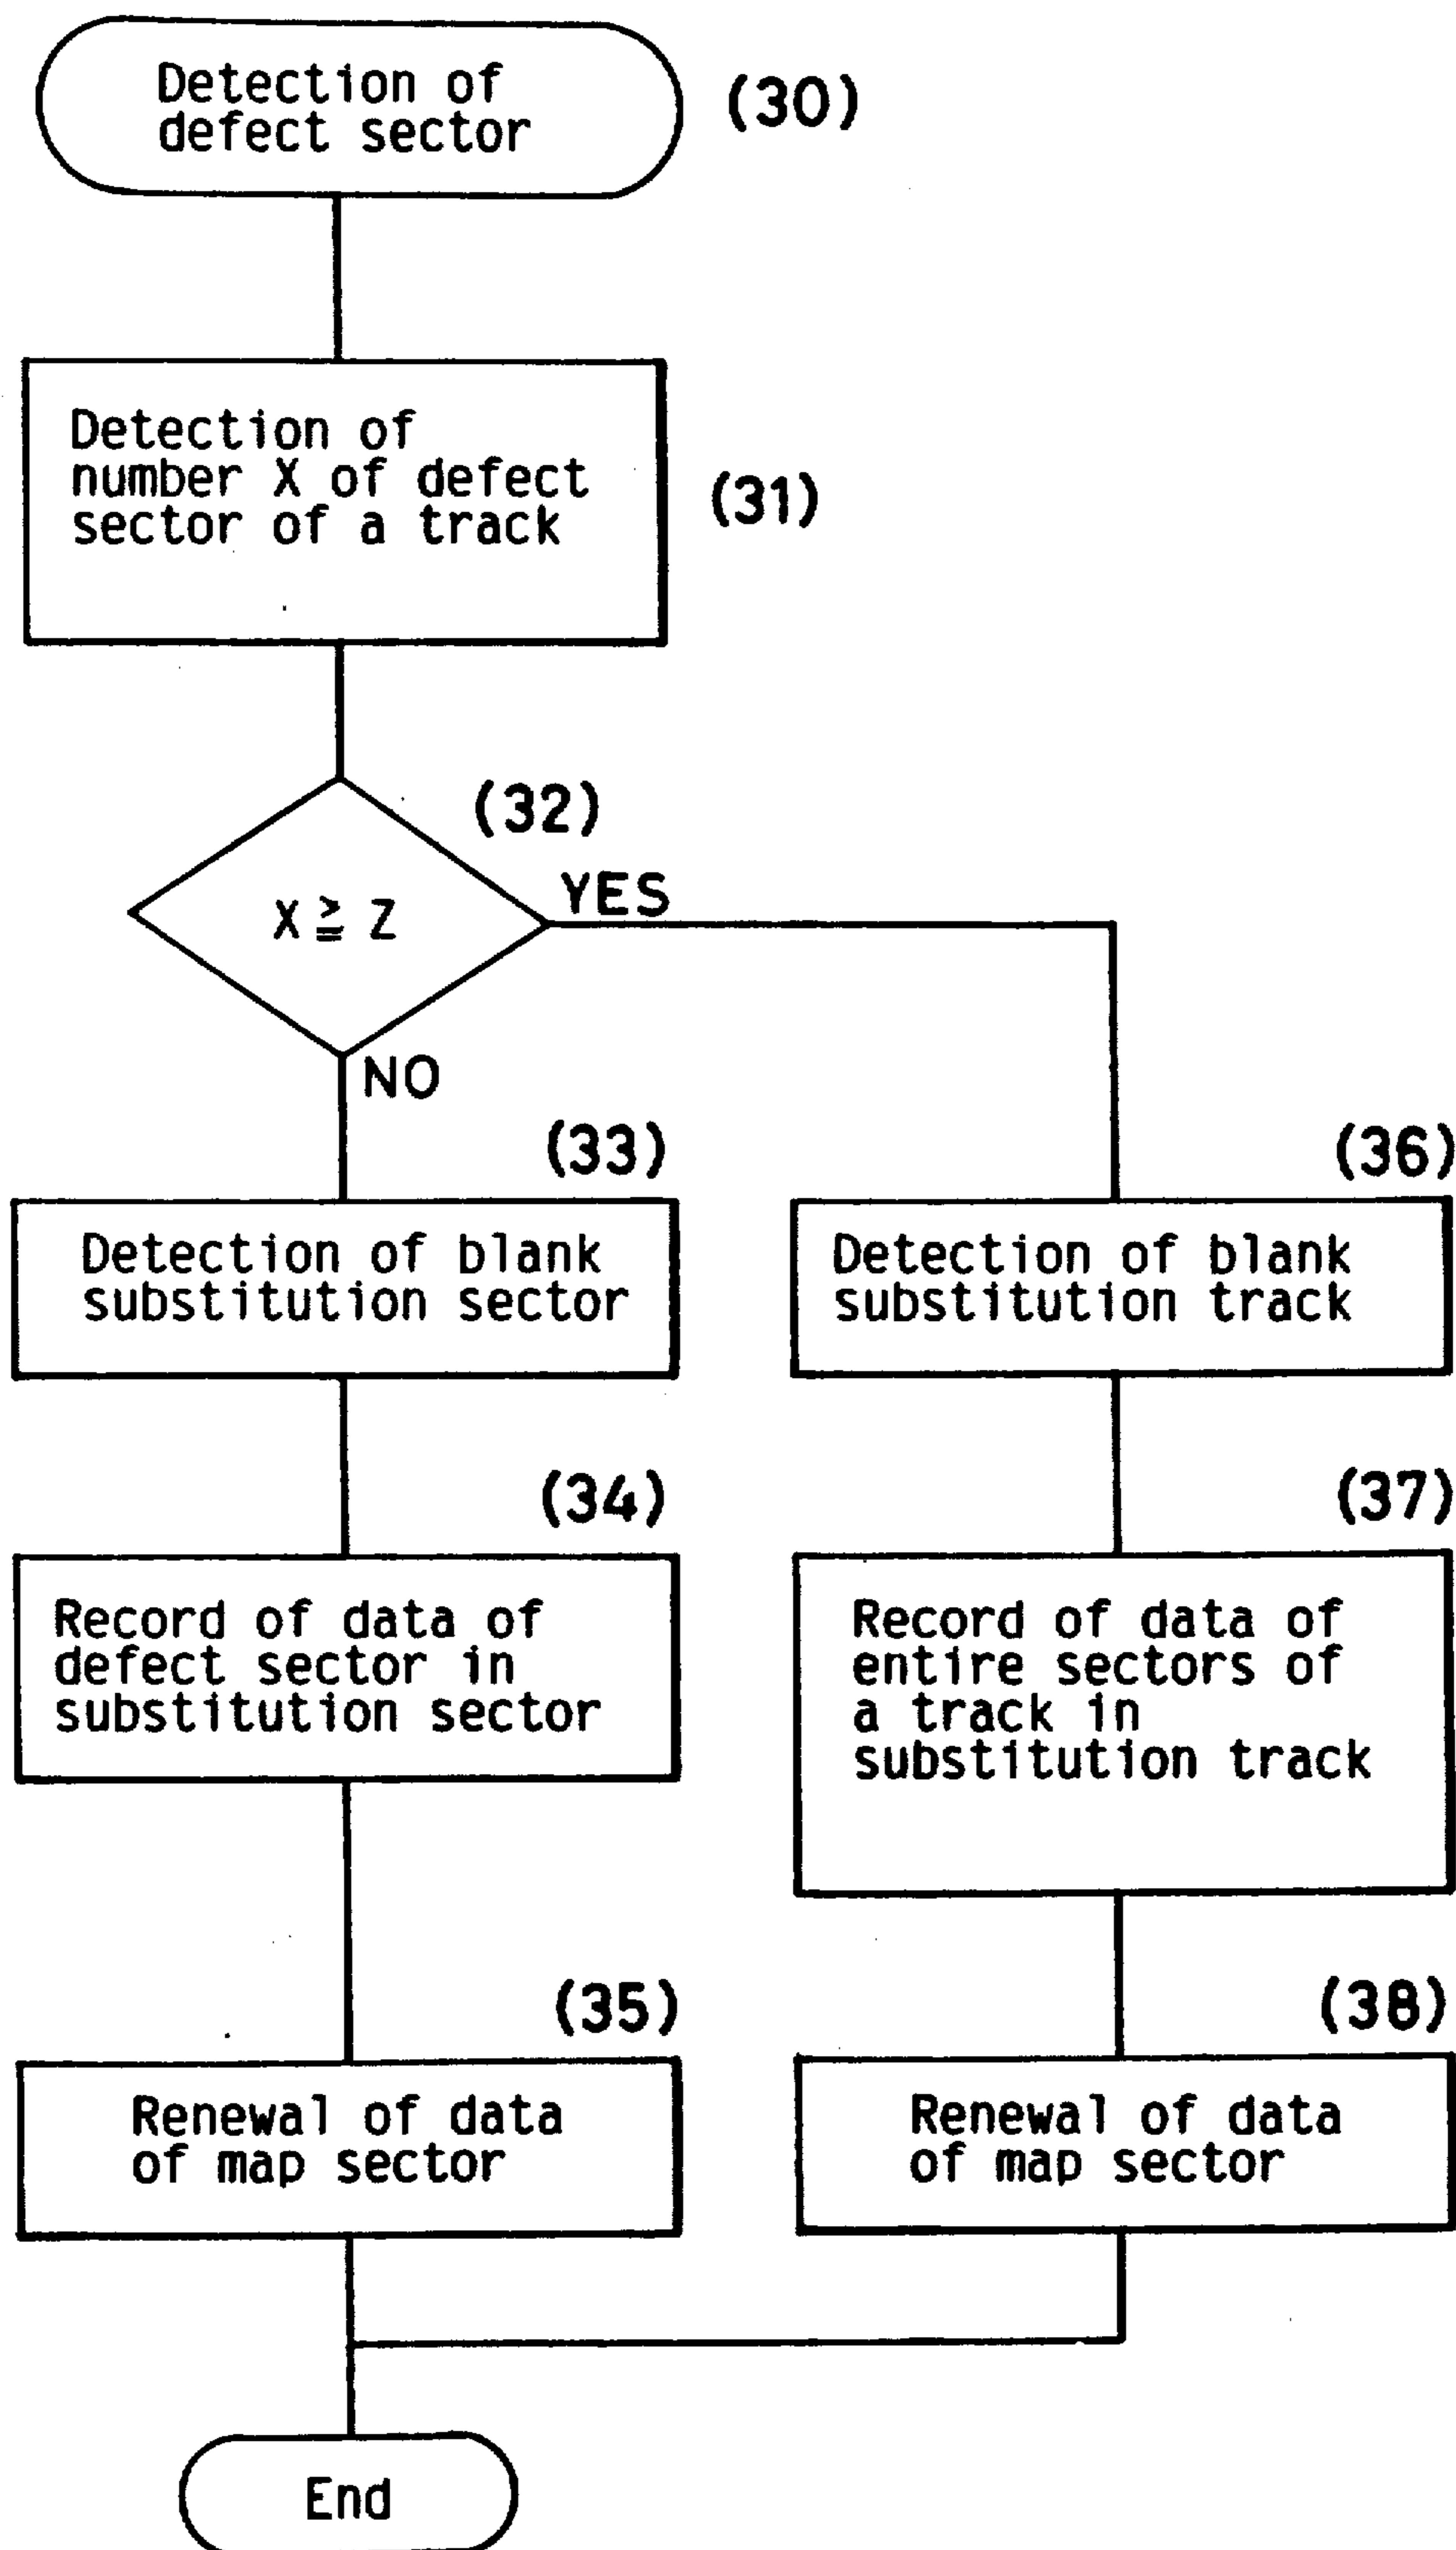 Detection of
defect sector
(30)
Detection of
number X of defect
sector of a track
(31)
(32)
X ≧ Z
YES
NO
(33)
Detection of blank
substitution sector
(34)
Record of data of
defect sector in
substitution sector
(35)
Renewal of data
of map sector
(36)
Detection of blank
substitution track
(37)
Record of data of
entire sectors of
a track in
substitution track
(38)
Renewal of data
of map sector
End